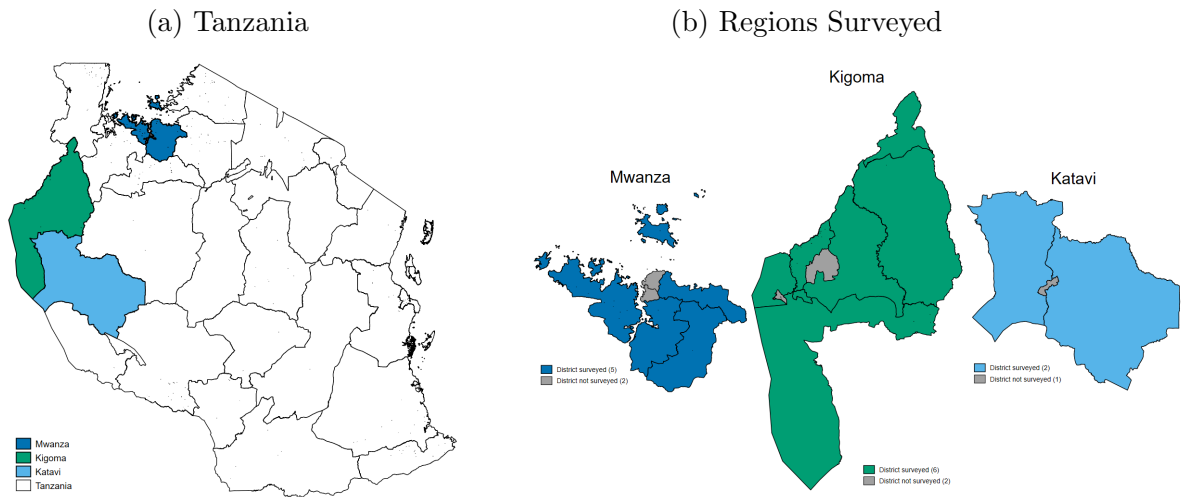 (a) Tanzania
Mwanza
Kigoma
Katavi
Tanzania
(b) Regions Surveyed
Kigoma
Mwanza
Katavi
District surveyed (5)
District not surveyed (2)
District surveyed (6)
District not surveyed (2)
District surveyed (2)
District not surveyed (1)